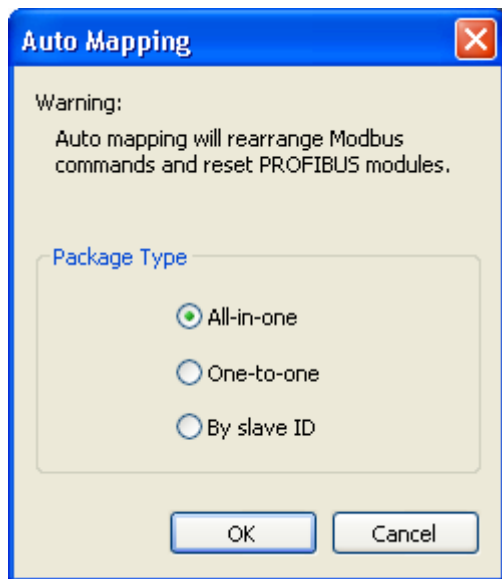 Auto Mapping
Warning:
Auto mapping will rearrange Modbus
commands and reset PROFIBUS modules.
Package Type
All-in-one
One-to-one
By slave ID
OK
Cancel